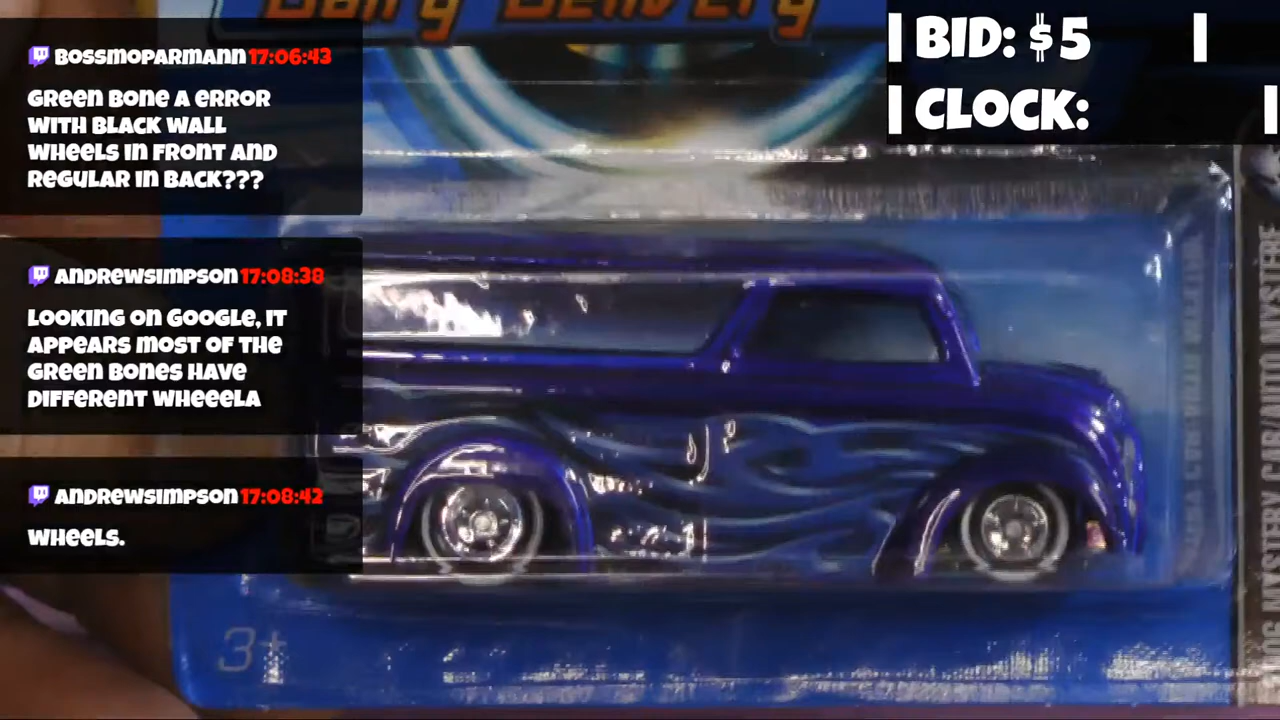 Dairy Delivery
BOSSMOPARMANN 17:06:43
GREEN BONE A ERROR
WITH BLACK WALL
WHEELS IN FRONT AND
REGULAR IN BACK???
ANDREWSIMPSON 17:08:38
LOOKING ON GOOGLE, IT
APPEARS MOST OF THE
GREEN BONES HAVE
DIFFERENT WHEEELA
ANDREWSIMPSON 17:08:42
WHEELS.
| BID: $5 |
| CLOCK: |
3+
MYSTERY CAR/AUTO MYSTERE